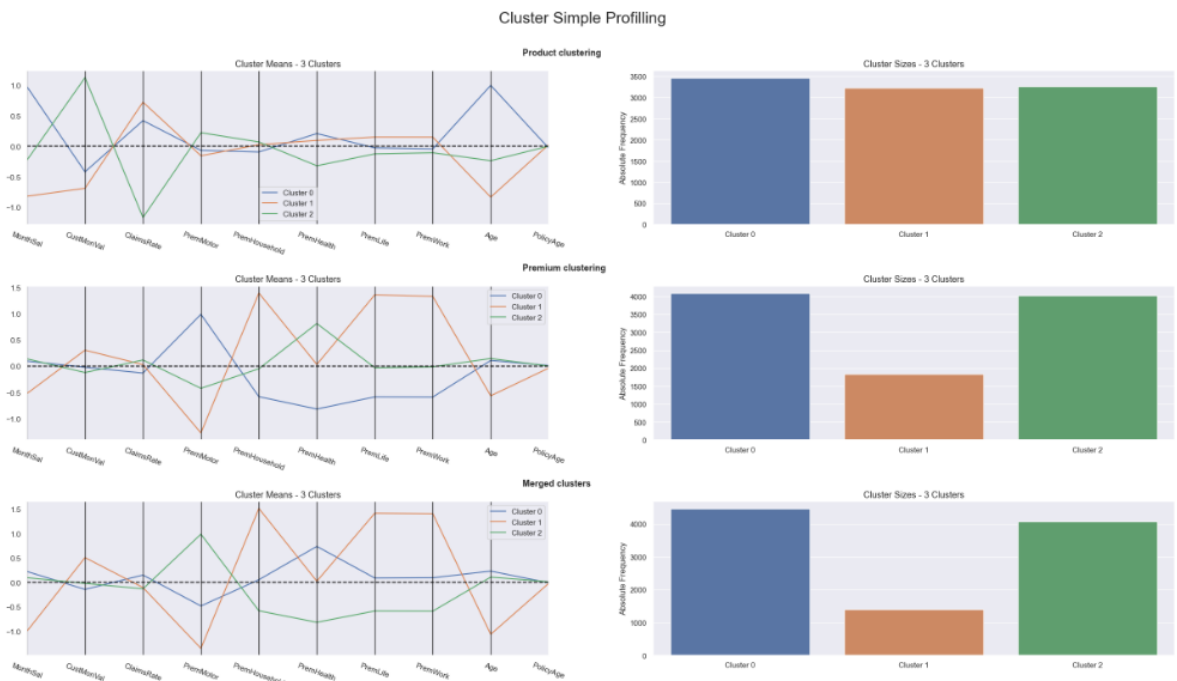 Cluster Simple Profilling
Product clustering
Cluster Means - 3 Clusters
1.0
0.5
0.0
−0.5
−1.0
Cluster 0
Cluster 1
Cluster 2
MonthSal CustMonVal ClaimsRate PremMotor PremHousehold PremHealth PremLife PremWork Age PolicyAge
Cluster Sizes - 3 Clusters
Absolute Frequency
3500
3000
2500
2000
1500
1000
500
0
Cluster 0 Cluster 1 Cluster 2
Premium clustering
Cluster Means - 3 Clusters
1.5
1.0
0.5
0.0
−0.5
−1.0
Cluster 0
Cluster 1
Cluster 2
MonthSal CustMonVal ClaimsRate PremMotor PremHousehold PremHealth PremLife PremWork Age PolicyAge
Cluster Sizes - 3 Clusters
Absolute Frequency
4000
3500
3000
2500
2000
1500
1000
500
0
Cluster 0 Cluster 1 Cluster 2
Merged clusters
Cluster Means - 3 Clusters
1.5
1.0
0.5
0.0
−0.5
−1.0
Cluster 0
Cluster 1
Cluster 2
MonthSal CustMonVal ClaimsRate PremMotor PremHousehold PremHealth PremLife PremWork Age PolicyAge
Cluster Sizes - 3 Clusters
Absolute Frequency
4000
3000
2000
1000
0
Cluster 0 Cluster 1 Cluster 2